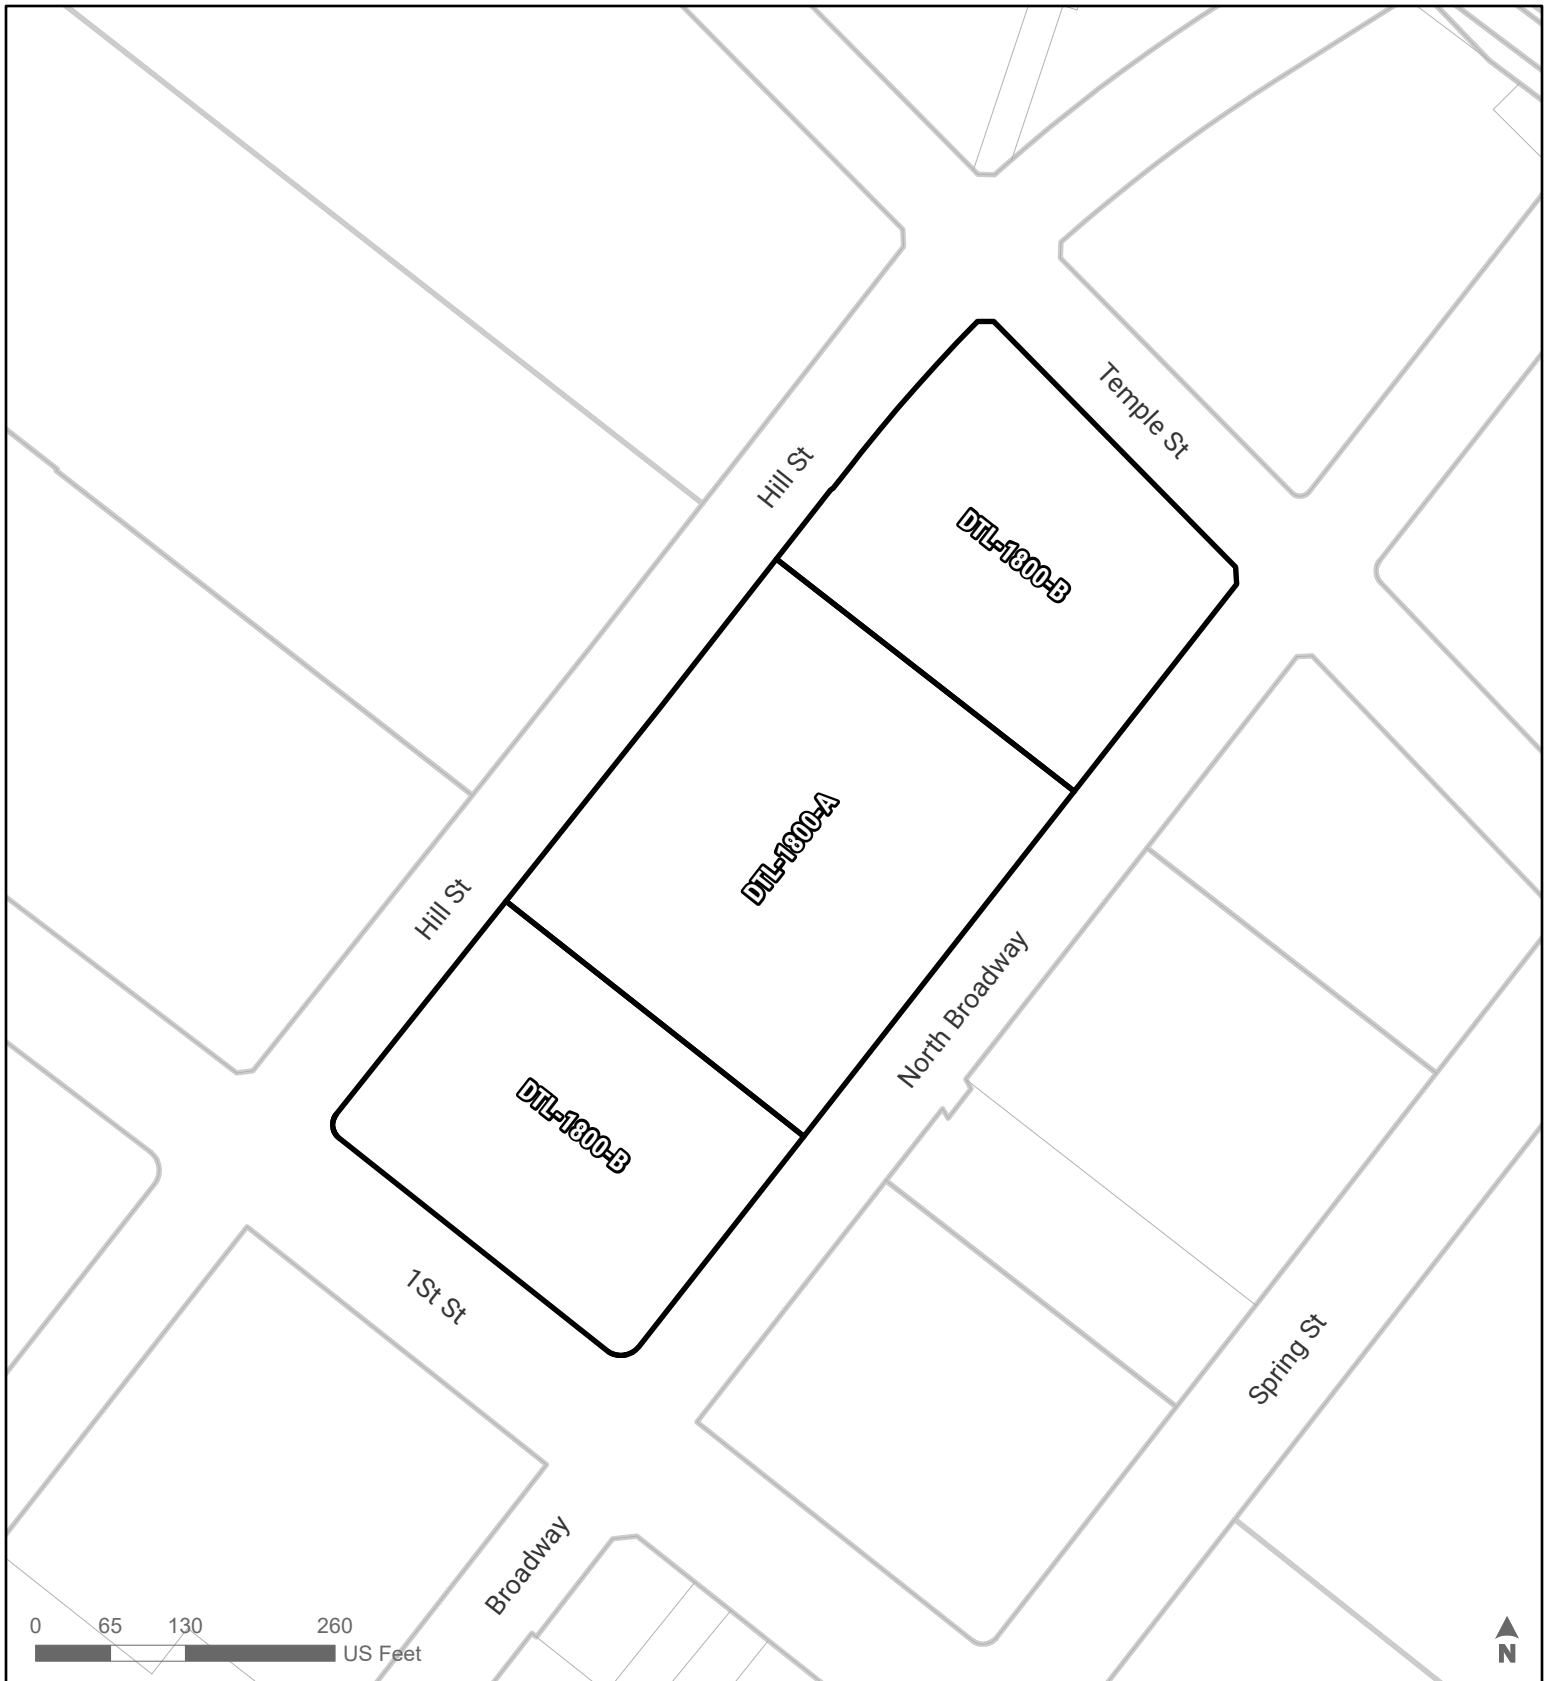 Temple St
Hill St
DTL-1800-B
DTL-1800-A
Hill St
North Broadway
DTL-1800-B
1St St
Spring St
Broadway
0 65 130 260
US Feet
N